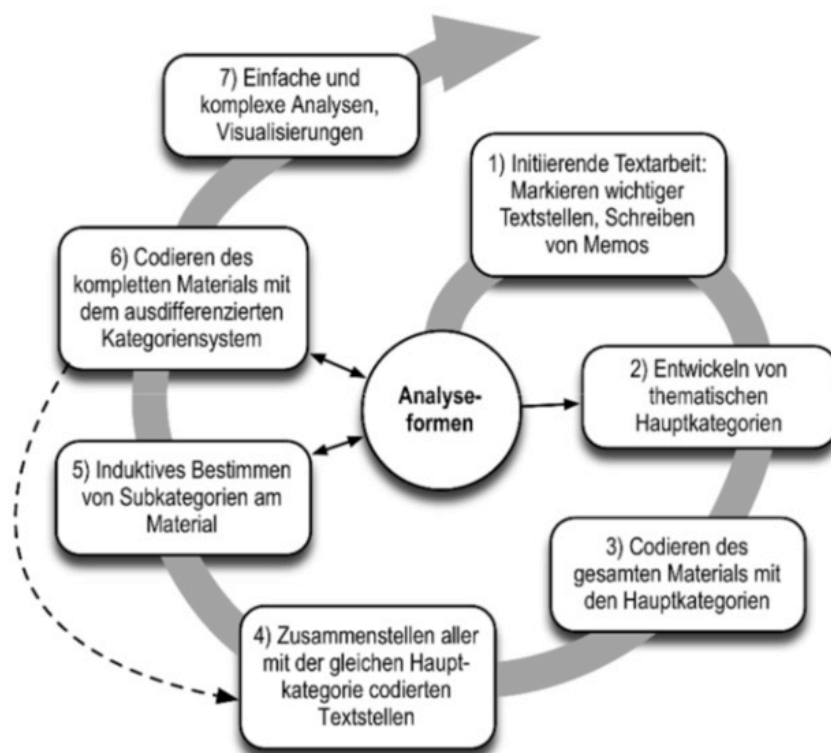 7) Einfache und
komplexe Analysen,
Visualisierungen
1) Initiierende Textarbeit:
Markieren wichtiger
Textstellen, Schreiben
von Memos
6) Codieren des
kompletten Materials mit
dem ausdifferenzierten
Kategoriensystem
Analyse-
formen
2) Entwickeln von
thematischen
Hauptkategorien
5) Induktives Bestimmen
von Subkategorien am
Material
3) Codieren des
gesamten Materials mit
den Hauptkategorien
4) Zusammenstellen aller
mit der gleichen Haupt-
kategorie codierten
Textstellen